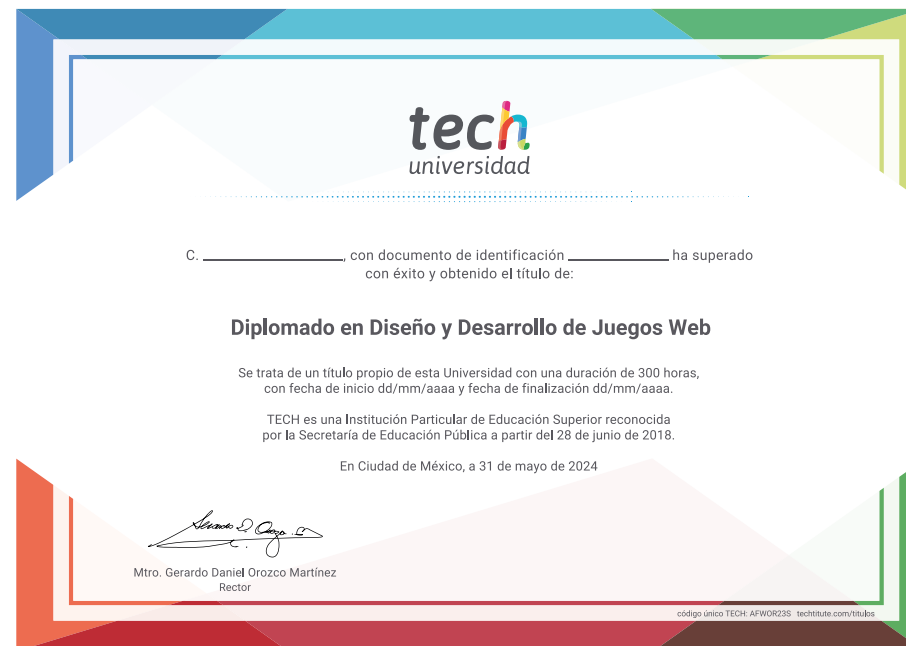 tech
universidad
C. ____________, con documento de identificación ____________ ha superado
con éxito y obtenido el título de:
Diplomado en Diseño y Desarrollo de Juegos Web
Se trata de un título propio de esta Universidad con una duración de 300 horas,
con fecha de inicio dd/mm/aaaa y fecha de finalización dd/mm/aaaa.
TECH es una Institución Particular de Educación Superior reconocida
por la Secretaría de Educación Pública a partir del 28 de junio de 2018.
En Ciudad de México, a 31 de mayo de 2024
Mtro. Gerardo Daniel Orozco Martínez
Rector
código único TECH: AFWOR23S techtitute.com/titulos